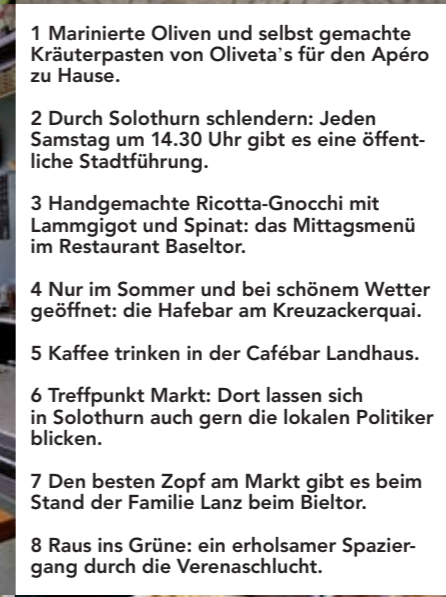 1 Marinierte Oliven und selbst gemachte
Kräuterpasten von Oliveta's für den Apéro
zu Hause.
2 Durch Solothurn schlendern: Jeden
Samstag um 14.30 Uhr gibt es eine öffent-
liche Stadtführung.
3 Handgemachte Ricotta-Gnocchi mit
Lammgigot und Spinat: das Mittagsmenü
im Restaurant Baseltor.
4 Nur im Sommer und bei schönem Wetter
geöffnet: die Hafebar am Kreuzackerquai.
5 Kaffee trinken in der Cafébar Landhaus.
6 Treffpunkt Markt: Dort lassen sich
in Solothurn auch gern die lokalen Politiker
blicken.
7 Den besten Zopf am Markt gibt es beim
Stand der Familie Lanz beim Bieltor.
8 Raus ins Grüne: ein erholsamer Spazier-
gang durch die Verenaschlucht.